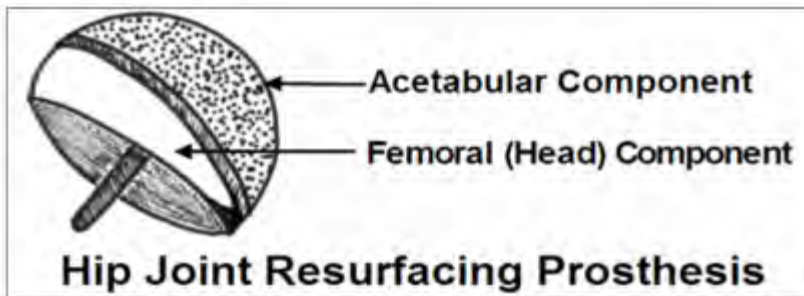 Acetabular Component
Femoral (Head) Component
Hip Joint Resurfacing Prosthesis